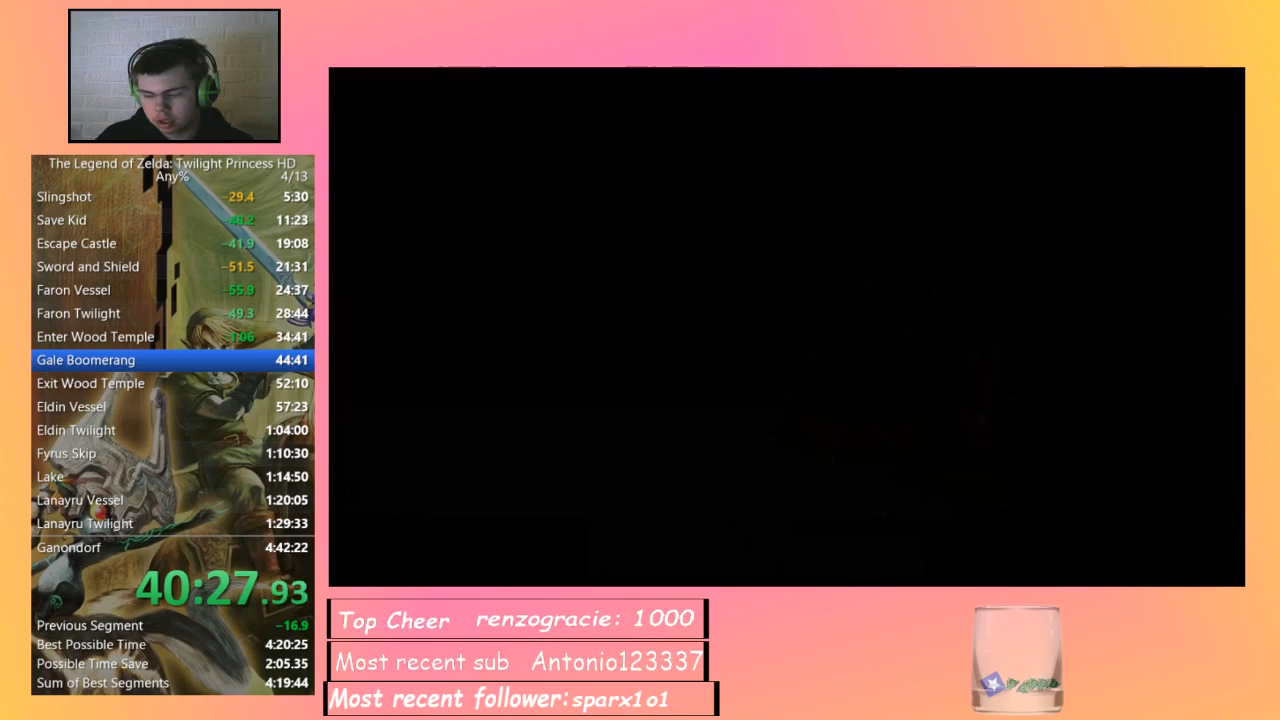 The Legend of Zelda: Twilight Princess HD
Any% 4/13
Slingshot -29.4 5:30
Save Kid -48.2 11:23
Escape Castle -41.9 19:08
Sword and Shield -51.5 21:31
Faron Vessel -55.9 24:37
Faron Twilight -49.3 28:44
Enter Wood Temple -1:06 34:41
Gale Boomerang 44:41
Exit Wood Temple 52:10
Eldin Vessel 57:23
Eldin Twilight 1:04:00
Fyrus Skip 1:10:30
Lake 1:14:50
Lanayru Vessel 1:20:05
Lanayru Twilight 1:29:33
Ganondorf 4:42:22
40:27.93
Previous Segment -16.9
Best Possible Time 4:20:25
Possible Time Save 2:05.35
Sum of Best Segments 4:19:44
Top Cheer renzogracie: 1000
Most recent sub Antonio123337
Most recent follower:sparx1o1